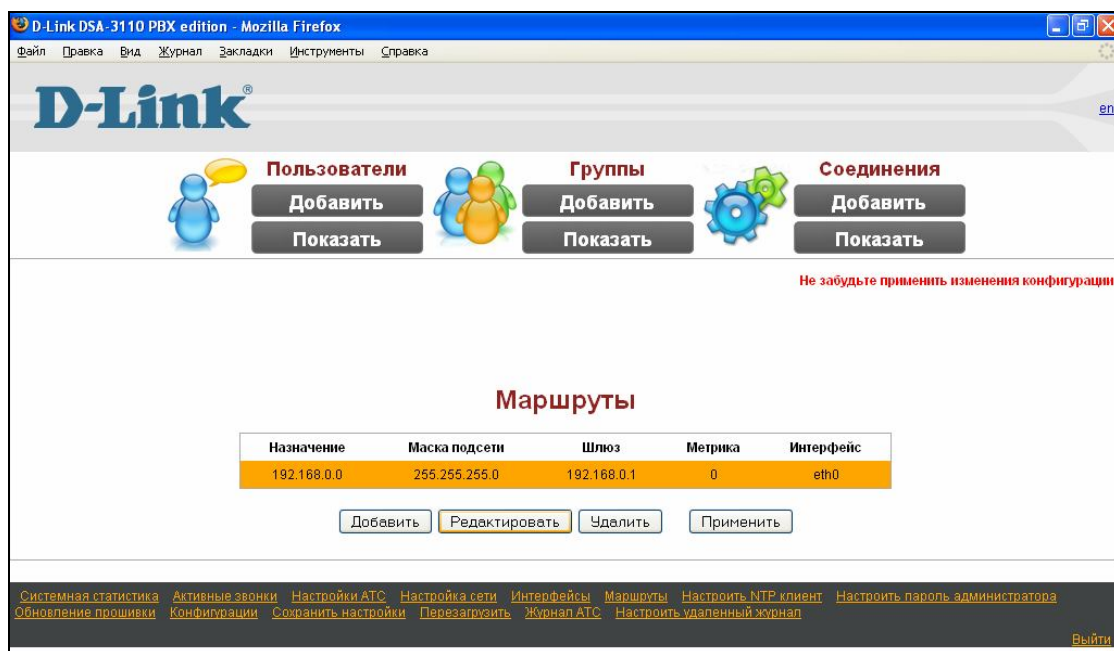 D-Link DSA-3110 PBX edition - Mozilla Firefox
Файл Правка Вид Журнал Закладки Инструменты Справка
D-Link®
en
Пользователи Группы Соединения
Добавить Добавить Добавить
Показать Показать Показать
Не забудьте применить изменения конфигурации
Маршруты
Назначение Маска подсети Шлюз Метрика Интерфейс
192.168.0.0 255.255.255.0 192.168.0.1 0 eth0
Добавить Редактировать Удалить Применить
Системная статистика Активные звонки Настройки АТС Настройка сети Интерфейсы Маршруты Настроить NTP клиент Настроить пароль администратора
Обновление прошивки Конфигурации Сохранить настройки Перезагрузить Журнал АТС Настроить удаленный журнал
Выйти